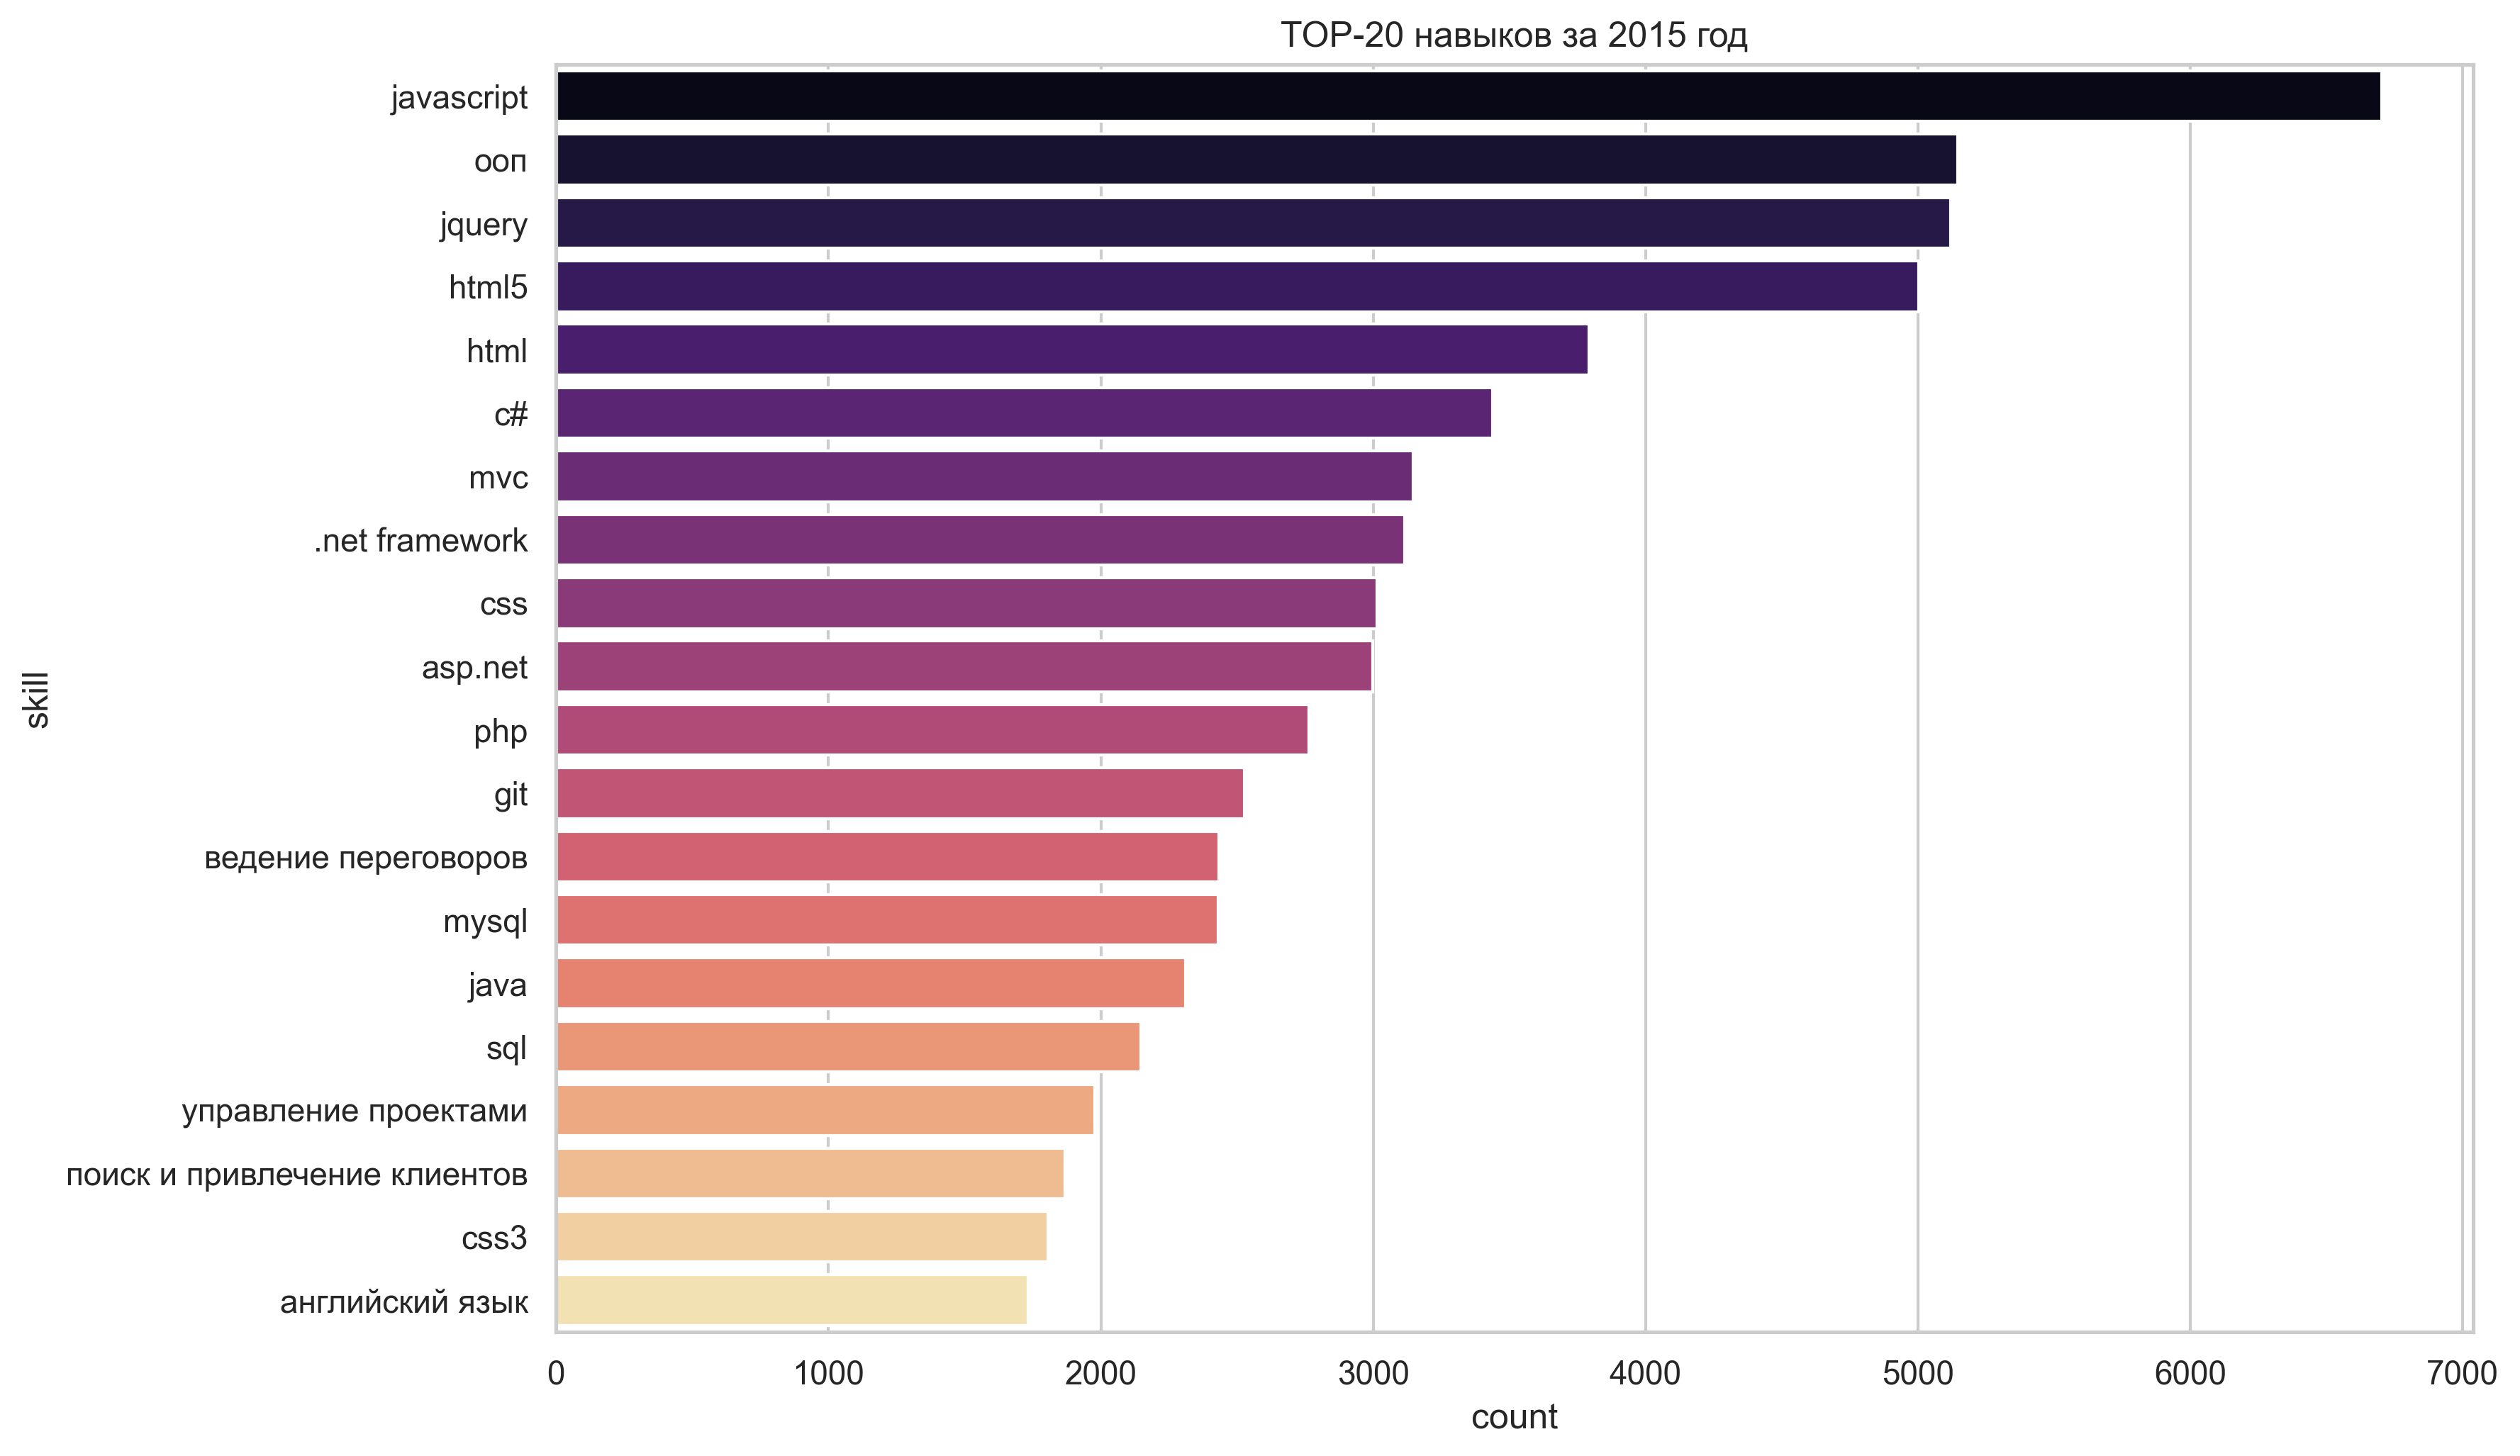 TOP-20 навыков за 2015 год
javascript
ооп
jquery
html5
html
c#
mvc
.net framework
css
asp.net
php
git
ведение переговоров
mysql
java
sql
управление проектами
поиск и привлечение клиентов
css3
английский язык
skill
0 1000 2000 3000 4000 5000 6000 7000
count